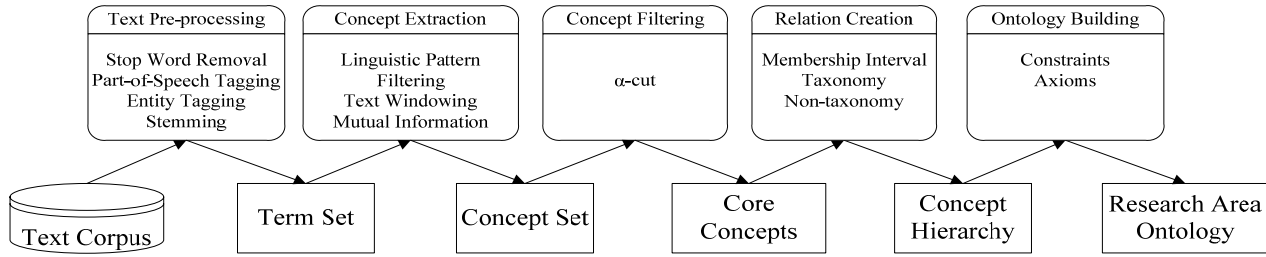 Text Pre-processing
Stop Word Removal
Part-of-Speech Tagging
Entity Tagging
Stemming
Concept Extraction
Linguistic Pattern
Filtering
Text Windowing
Mutual Information
Concept Filtering
α-cut
Relation Creation
Membership Interval
Taxonomy
Non-taxonomy
Ontology Building
Constraints
Axioms
Text Corpus
Term Set
Concept Set
Core
Concepts
Concept
Hierarchy
Research Area
Ontology